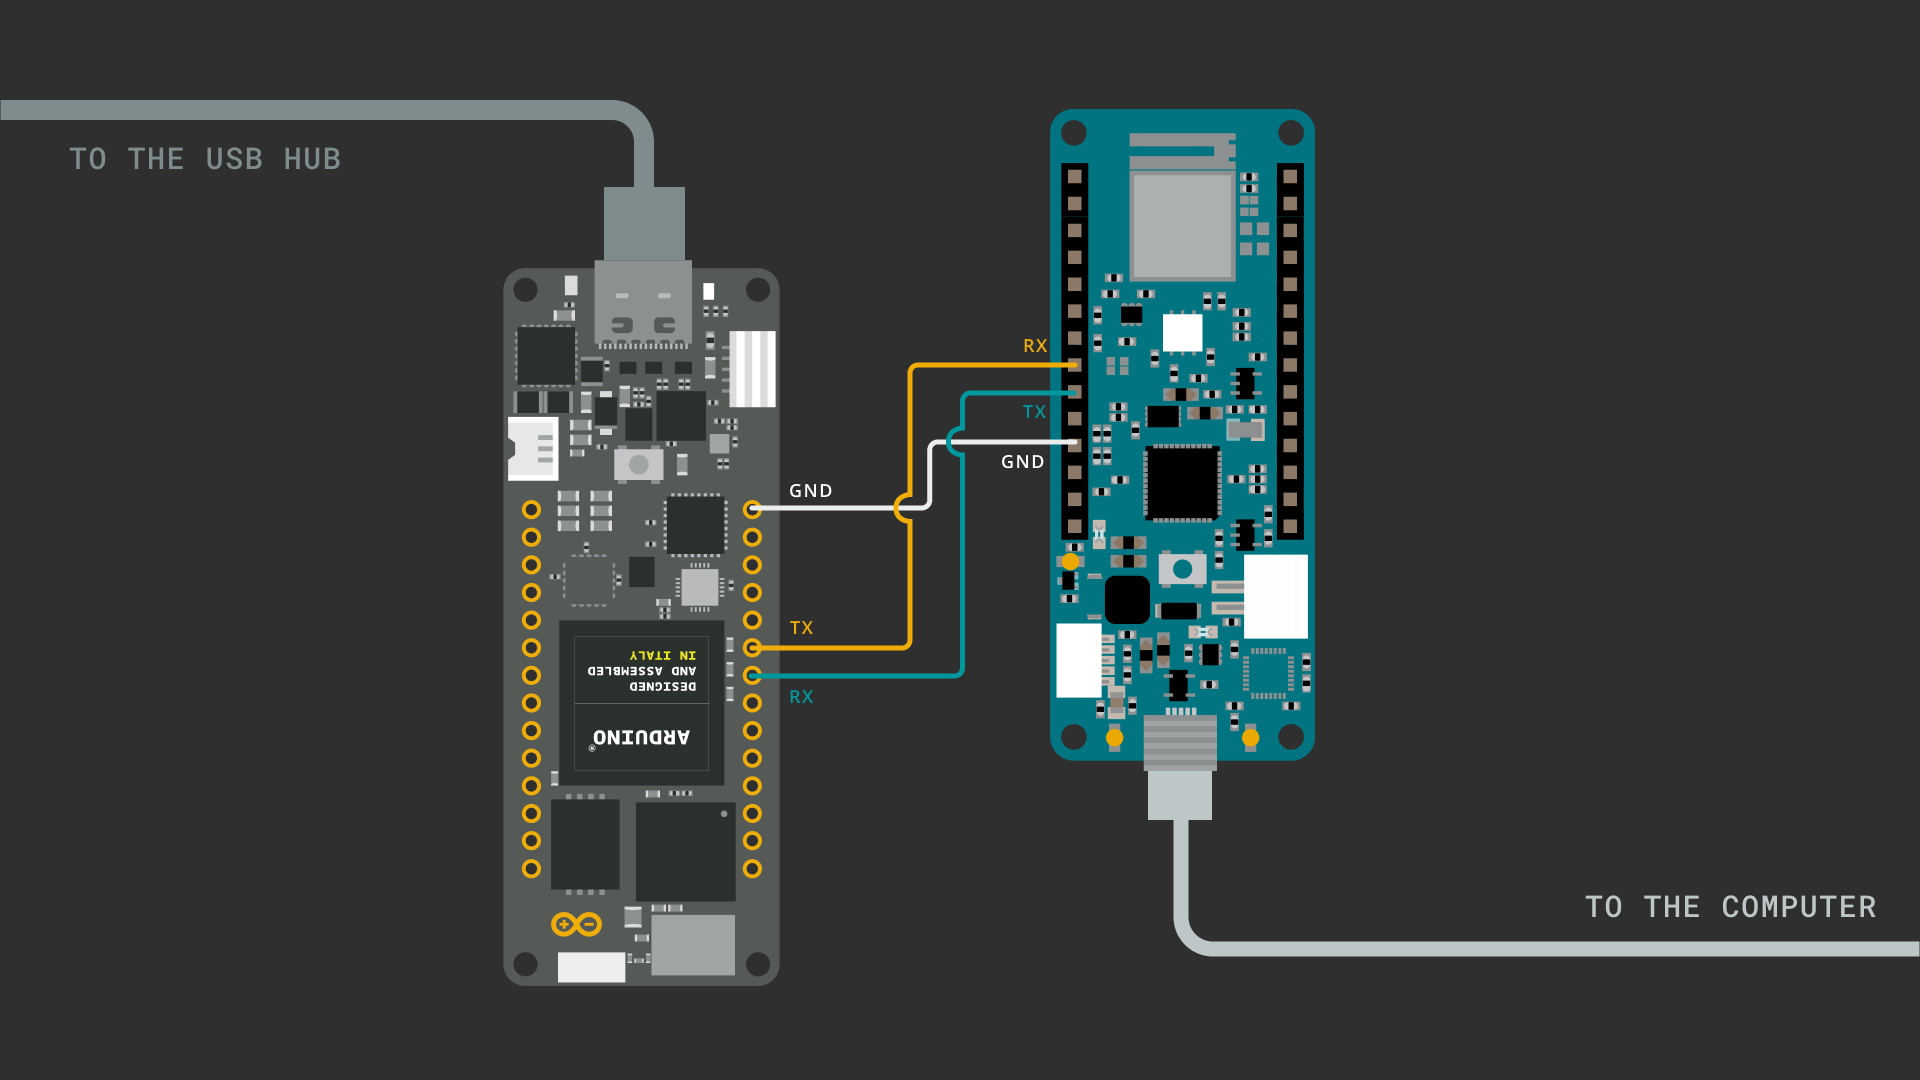 TO THE USB HUB
RX
TX
GND
GND
TX
RX
IN ITALY
AND ASSEMBLED
DESIGNED
ARDUINO®
TO THE COMPUTER